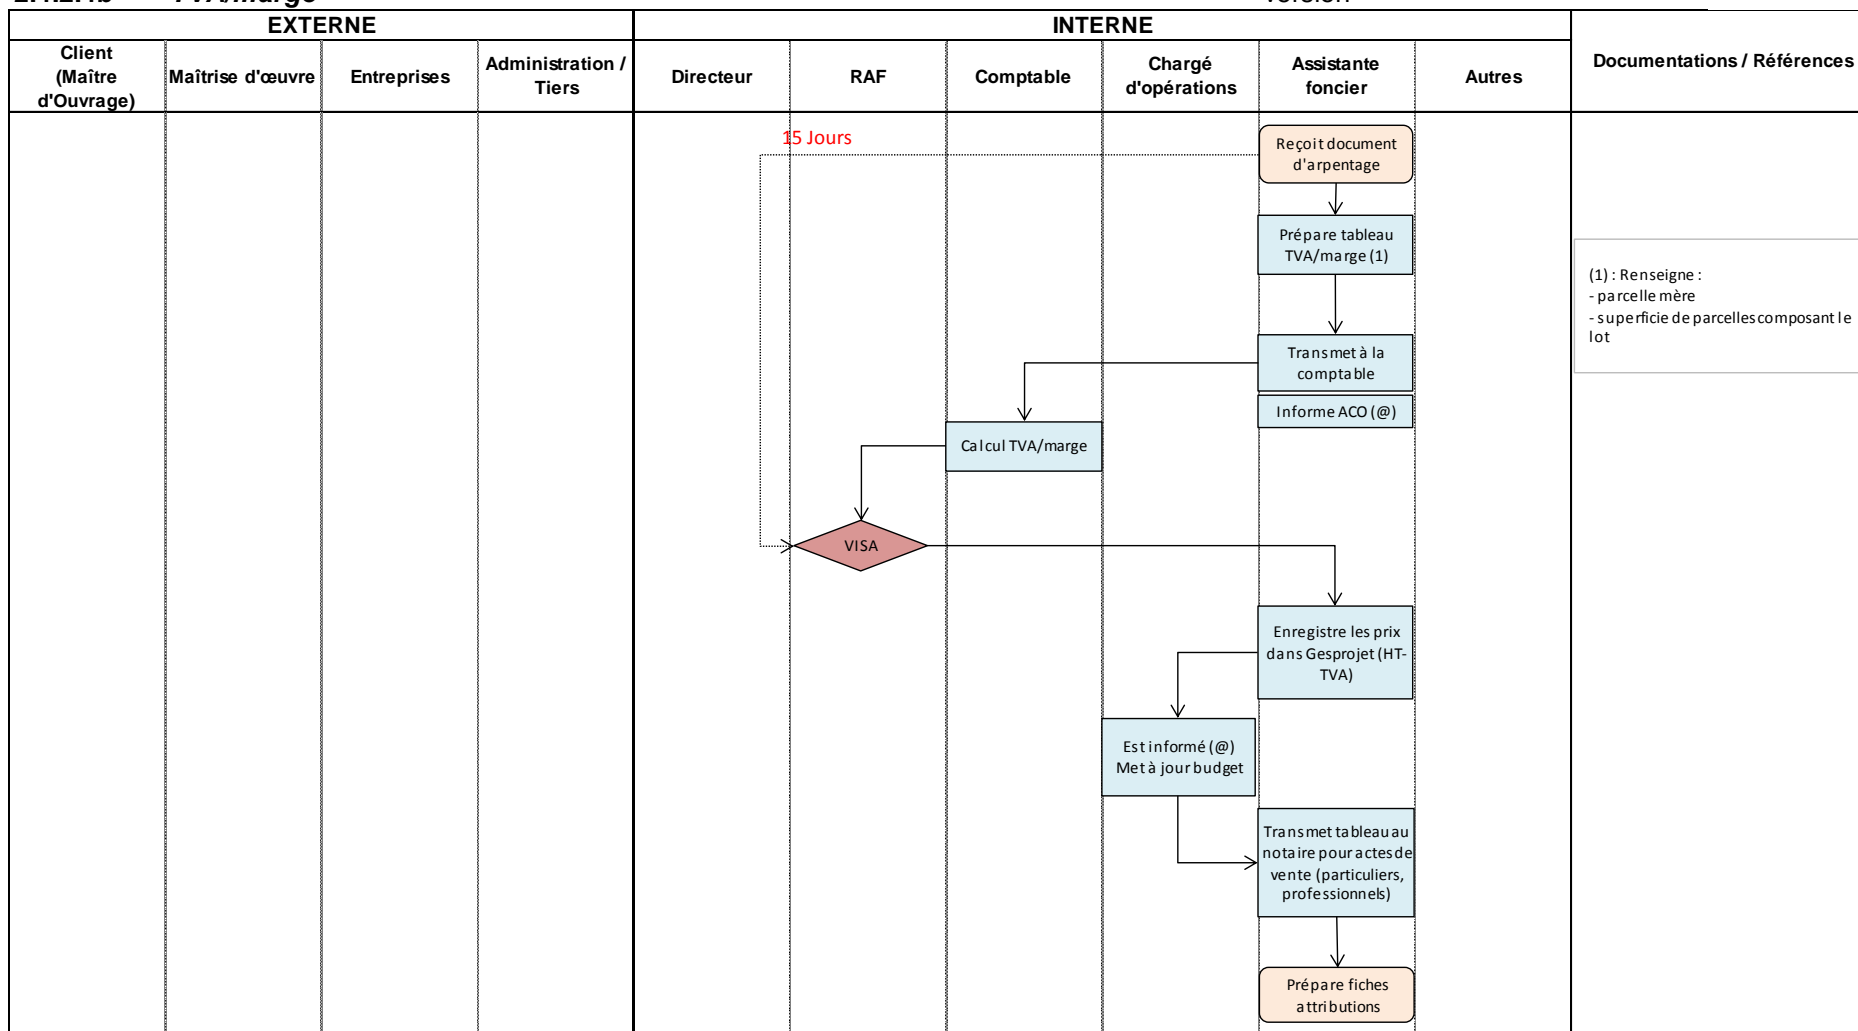 TVA/marge
EXTERNE
INTERNE
Documentations / Références
Client
(Maître
d'Ouvrage)
Maîtrise d'œuvre
Entreprises
Administration /
Tiers
Directeur
RAF
Comptable
Chargé
d'opérations
Assistante
foncier
Autres
15 Jours
Reçoit document
d'arpentage
Prépare tableau
TVA/marge (1)
(1) : Renseigne :
- parcelle mère
- superficie de parcelles composant le
lot
Transmet à la
comptable
Informe ACO (@)
Calcul TVA/marge
VISA
Enregistre les prix
dans Gesprojet (HT-
TVA)
Est informé (@)
Met à jour budget
Transmet tableau au
notaire pour actes de
vente (particuliers,
professionnels)
Prépare fiches
attributions